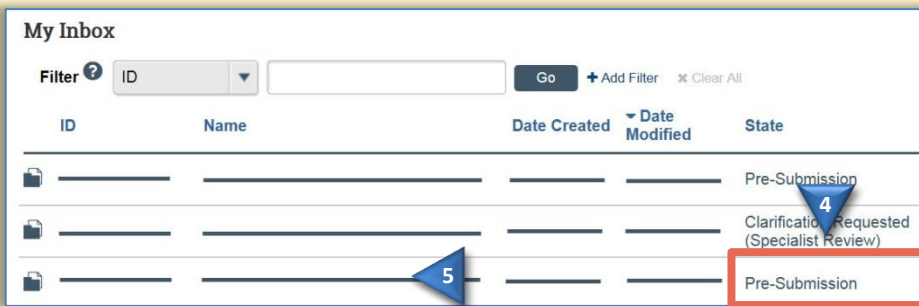 My Inbox
Filter ? ID Go + Add Filter × Clear All
ID Name Date Created Date Modified State
Pre-Submission
4
Clarification Requested
(Specialist Review)
5
Pre-Submission